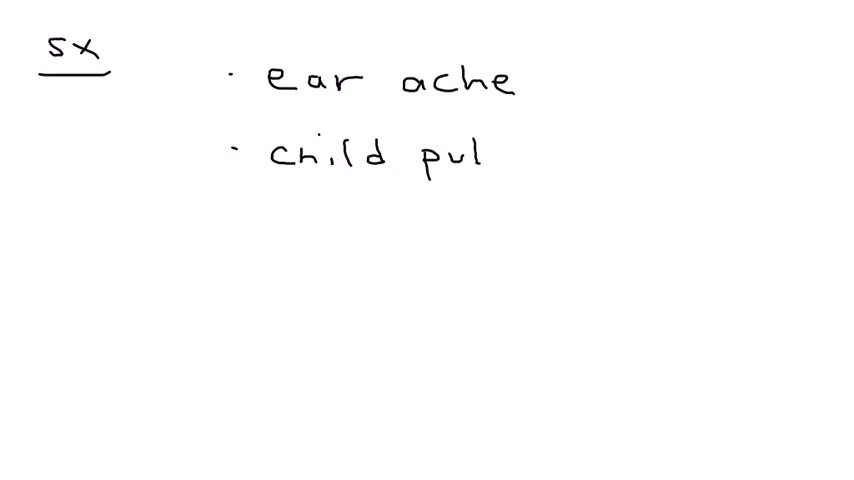 sx
· ear ache
· child pul